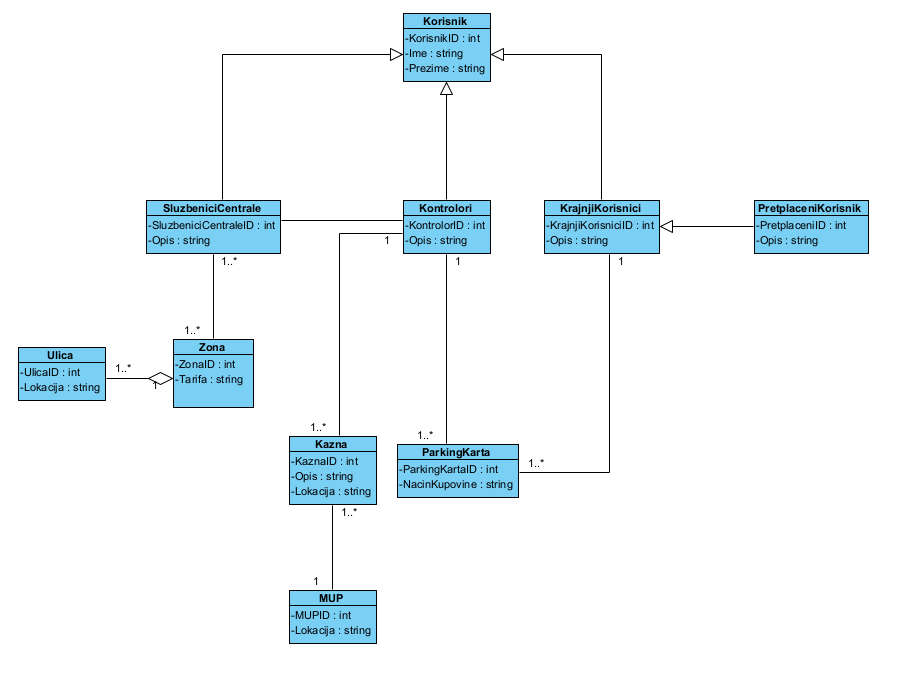 Korisnik
-KorisnikID : int
-Ime : string
-Prezime : string
SluzbeniciCentrale
-SluzbeniciCentraleID : int
-Opis : string
Kontrolori
-KontrolorID : int
-Opis : string
KrajnjiKorisnici
-KrajnjiKorisniciID : int
-Opis : string
PretplaceniKorisnik
-PretplaceniID : int
-Opis : string
1
1..*
1
1
1..*
Ulica
-UlicaID : int
-Lokacija : string
1..*
1
Zona
-ZonaID : int
-Tarifa : string
1..*
1..*
1..*
Kazna
-KaznaID : int
-Opis : string
-Lokacija : string
ParkingKarta
-ParkingKartaID : int
-NacinKupovine : string
1..*
1
MUP
-MUPID : int
-Lokacija : string